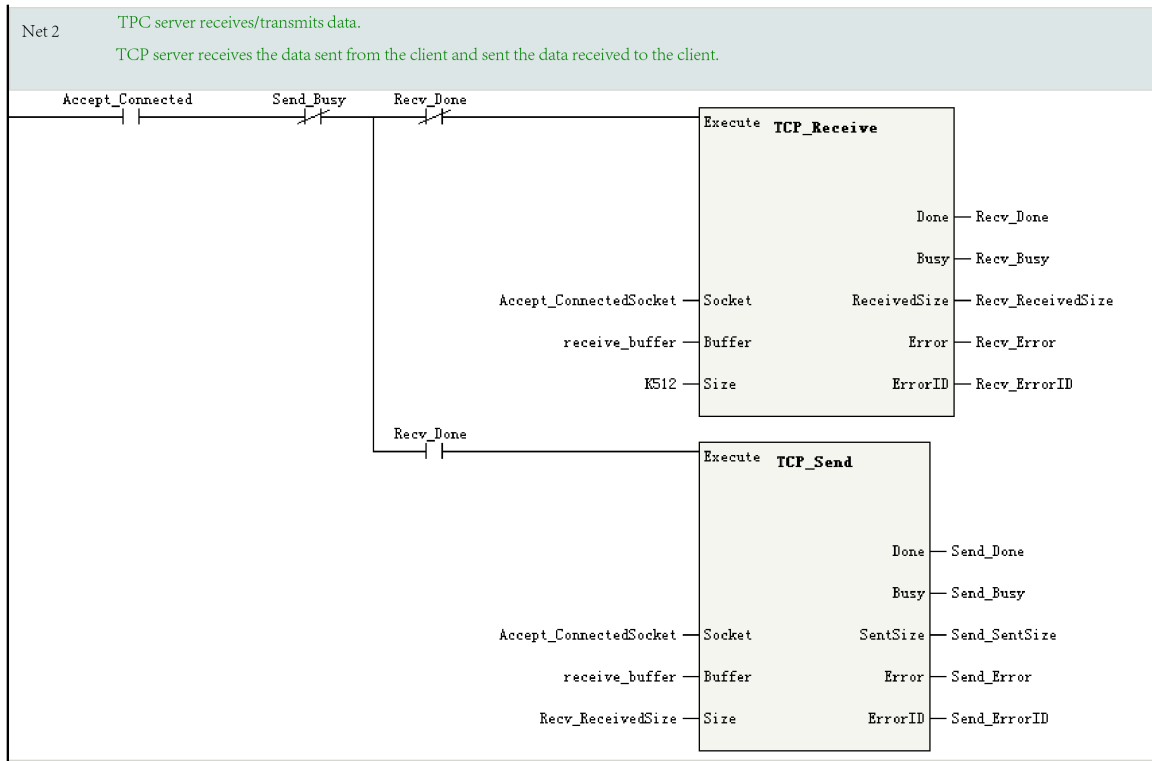 Net 2
TPC server receives/transmits data.
TCP server receives the data sent from the client and sent the data received to the client.
Accept_Connected Send_Busy Recv_Done
Execute TCP_Receive
Done Recv_Done
Busy Recv_Busy
Accept_ConnectedSocket Socket ReceivedSize Recv_ReceivedSize
receive_buffer Buffer Error Recv_Error
K512 Size ErrorID Recv_ErrorID
Recv_Done
Execute TCP_Send
Done Send_Done
Busy Send_Busy
Accept_ConnectedSocket Socket SentSize Send_SentSize
receive_buffer Buffer Error Send_Error
Recv_ReceivedSize Size ErrorID Send_ErrorID